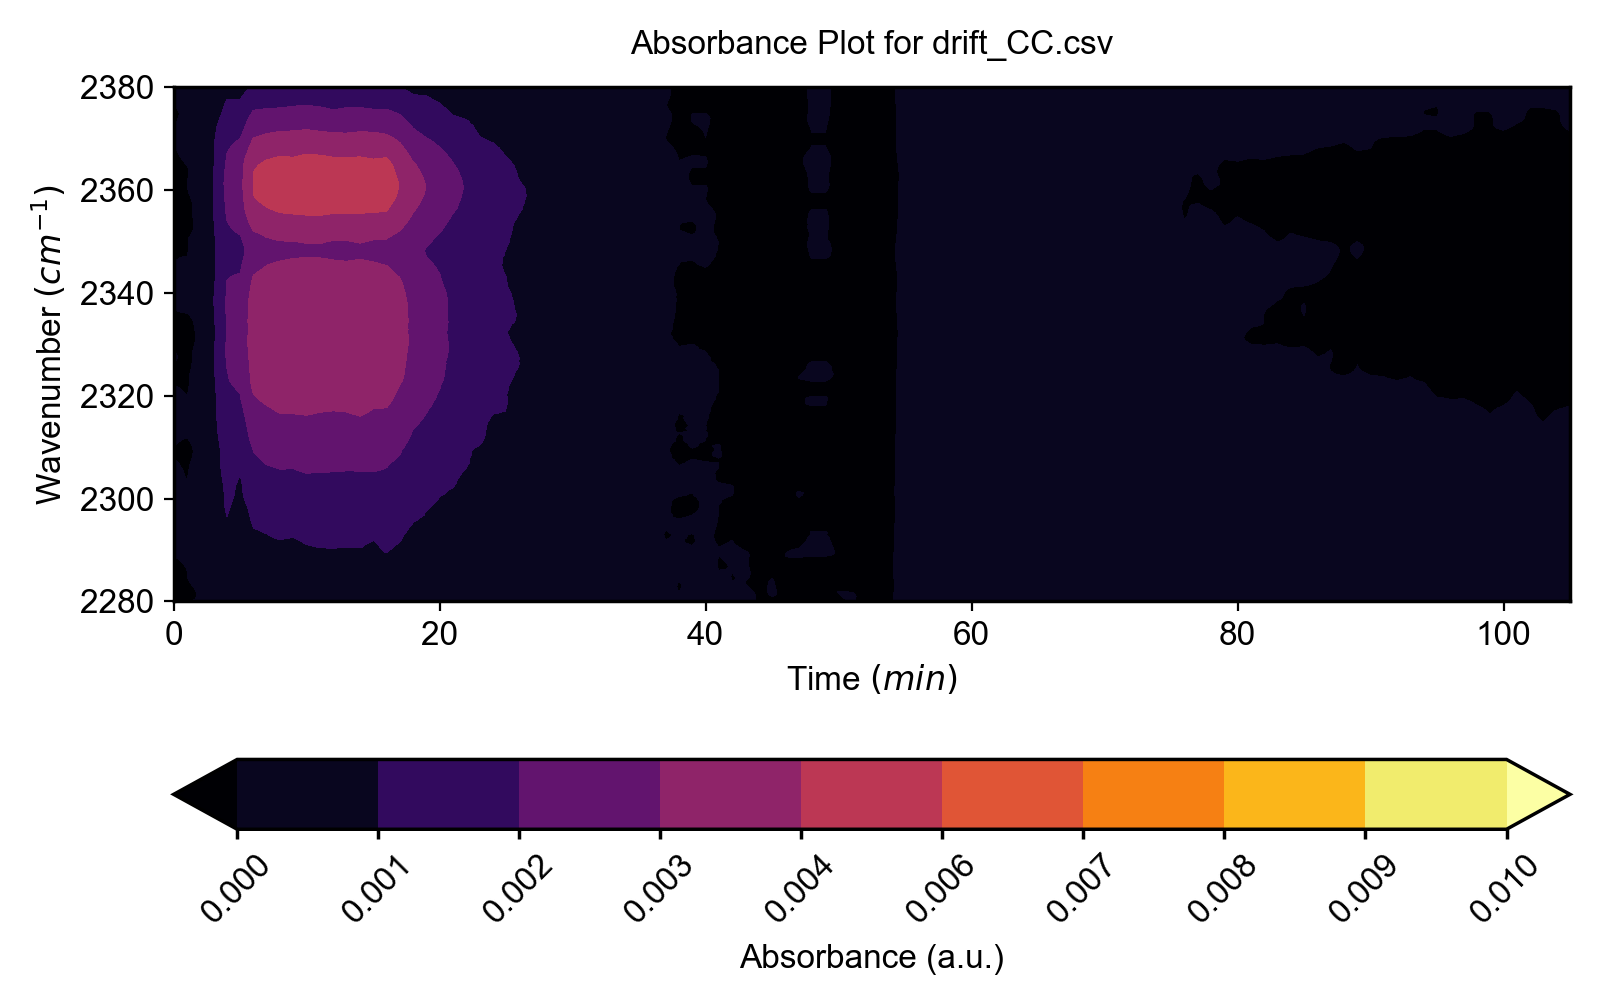 Absorbance Plot for drift_CC.csv
2380
2360
2340
2320
2300
2280
Wavenumber (cm⁻¹)
0 20 40 60 80 100
Time (min)
0.000 0.001 0.002 0.003 0.004 0.006 0.007 0.008 0.009 0.010
Absorbance (a.u.)